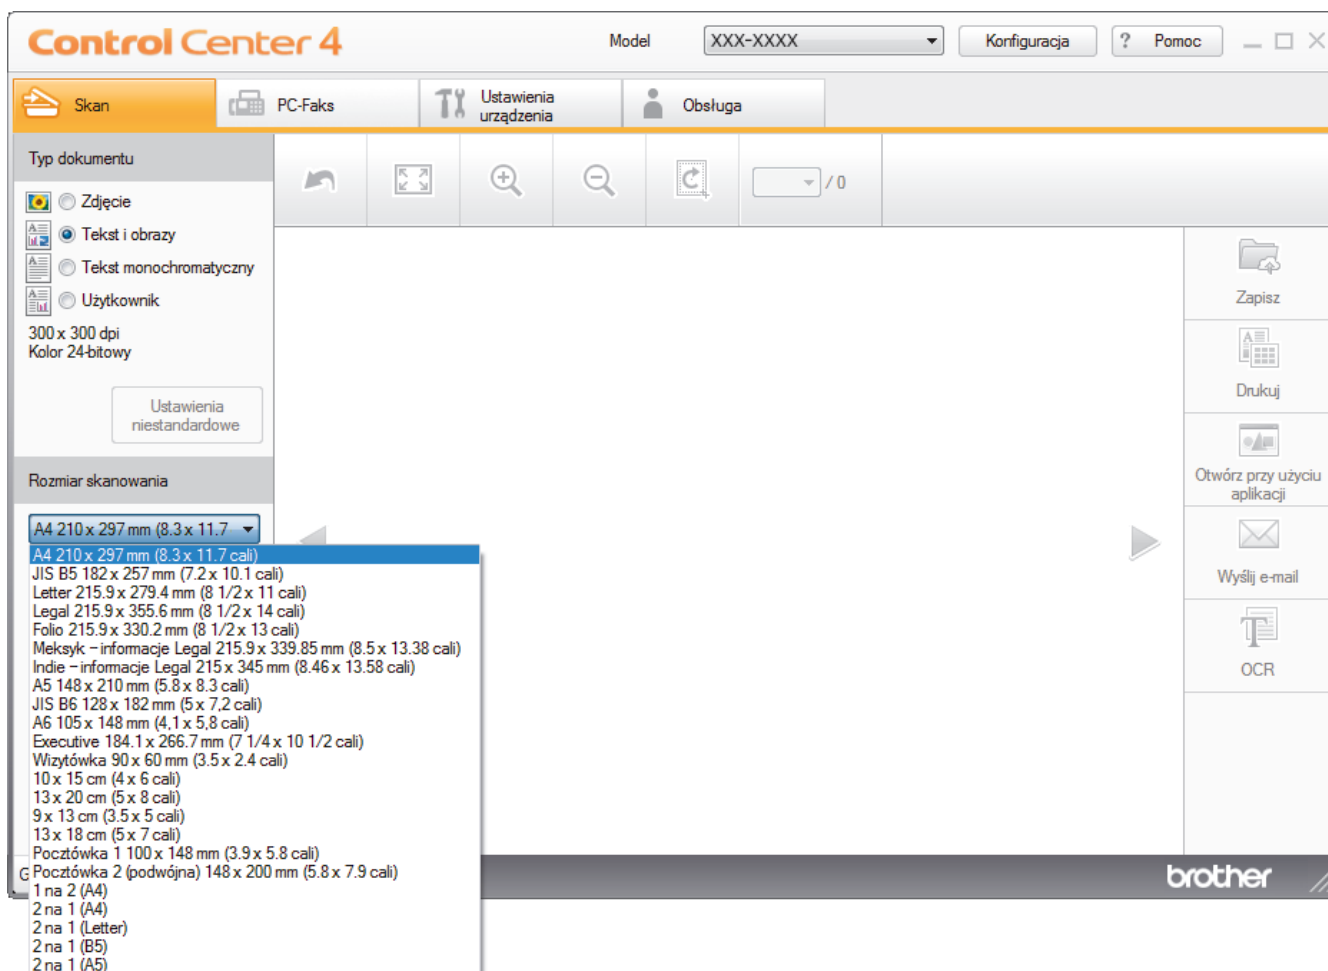 Control Center 4
Model
XXX-XXXX
Konfiguracja
? Pomoc
Skan
PC-Faks
Ustawienia
urządzenia
Obsługa
Typ dokumentu
/ 0
Zdjęcie
Tekst i obrazy
Tekst monochromatyczny
Użytkownik
300 x 300 dpi
Kolor 24-bitowy
Ustawienia
niestandardowe
Rozmiar skanowania
A4 210 x 297 mm (8.3 x 11.7
A4 210 x 297 mm (8.3 x 11.7 cali)
JIS B5 182 x 257 mm (7.2 x 10.1 cali)
Letter 215.9 x 279.4 mm (8 1/2 x 11 cali)
Legal 215.9 x 355.6 mm (8 1/2 x 14 cali)
Folio 215.9 x 330.2 mm (8 1/2 x 13 cali)
Meksyk – informacje Legal 215.9 x 339.85 mm (8.5 x 13.38 cali)
Indie – informacje Legal 215 x 345 mm (8.46 x 13.58 cali)
A5 148 x 210 mm (5.8 x 8.3 cali)
JIS B6 128 x 182 mm (5 x 7,2 cali)
A6 105 x 148 mm (4,1 x 5,8 cali)
Executive 184.1 x 266.7 mm (7 1/4 x 10 1/2 cali)
Wizytówka 90 x 60 mm (3.5 x 2.4 cali)
10 x 15 cm (4 x 6 cali)
13 x 20 cm (5 x 8 cali)
9 x 13 cm (3.5 x 5 cali)
13 x 18 cm (5 x 7 cali)
Pocztówka 1 100 x 148 mm (3.9 x 5.8 cali)
Pocztówka 2 (podwójna) 148 x 200 mm (5.8 x 7.9 cali)
1 na 2 (A4)
2 na 1 (A4)
2 na 1 (Letter)
2 na 1 (B5)
2 na 1 (A5)
Zapisz
Drukuj
Otwórz przy użyciu
aplikacji
Wyślij e-mail
OCR
brother